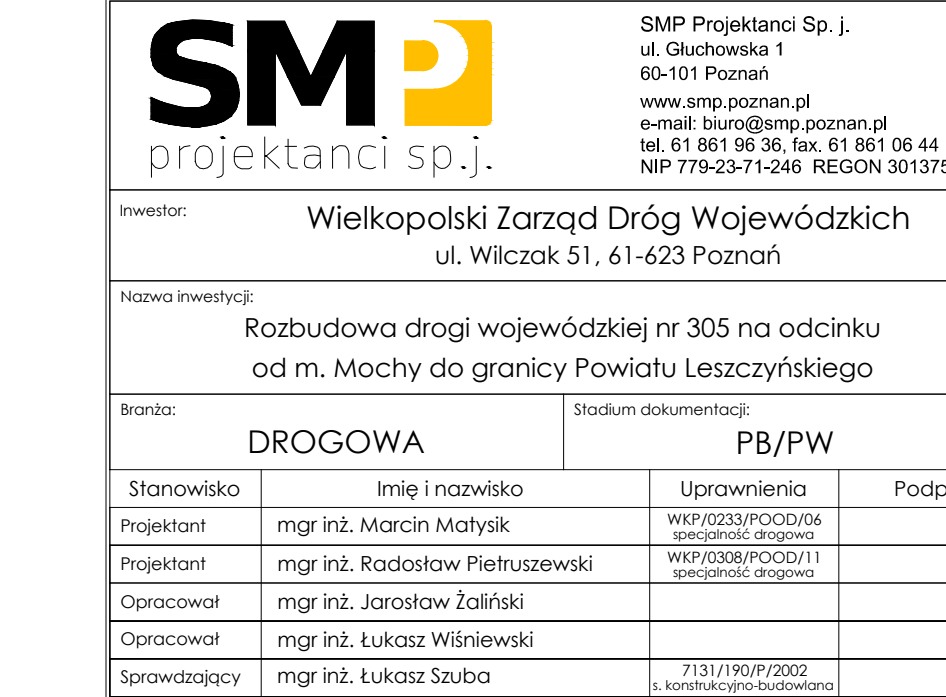 SMP
projektanci sp.j.
SMP Projektanci Sp. j.
ul. Głuchowska 1
60-101 Poznań
www.smp.poznan.pl
e-mail: biuro@smp.poznan.pl
tel. 61 861 96 36, fax. 61 861 06 44
NIP 779-23-71-246 REGON 301375
Inwestor:
Wielkopolski Zarząd Dróg Wojewódzkich
ul. Wilczak 51, 61-623 Poznań
Nazwa inwestycji:
Rozbudowa drogi wojewódzkiej nr 305 na odcinku
od m. Mochy do granicy Powiatu Leszczyńskiego
Branża:
DROGOWA
Stadium dokumentacji:
PB/PW
Stanowisko Imię i nazwisko Uprawnienia Podp
Projektant mgr inż. Marcin Matysik WKP/0233/POOD/06
specjalność drogowa
Projektant mgr inż. Radosław Pietruszewski WKP/0308/POOD/11
specjalność drogowa
Opracował mgr inż. Jarosław Żaliński
Opracował mgr inż. Łukasz Wiśniewski
Sprawdzający mgr inż. Łukasz Szuba 7131/190/P/2002
s. konstrukcyjno-budowlana